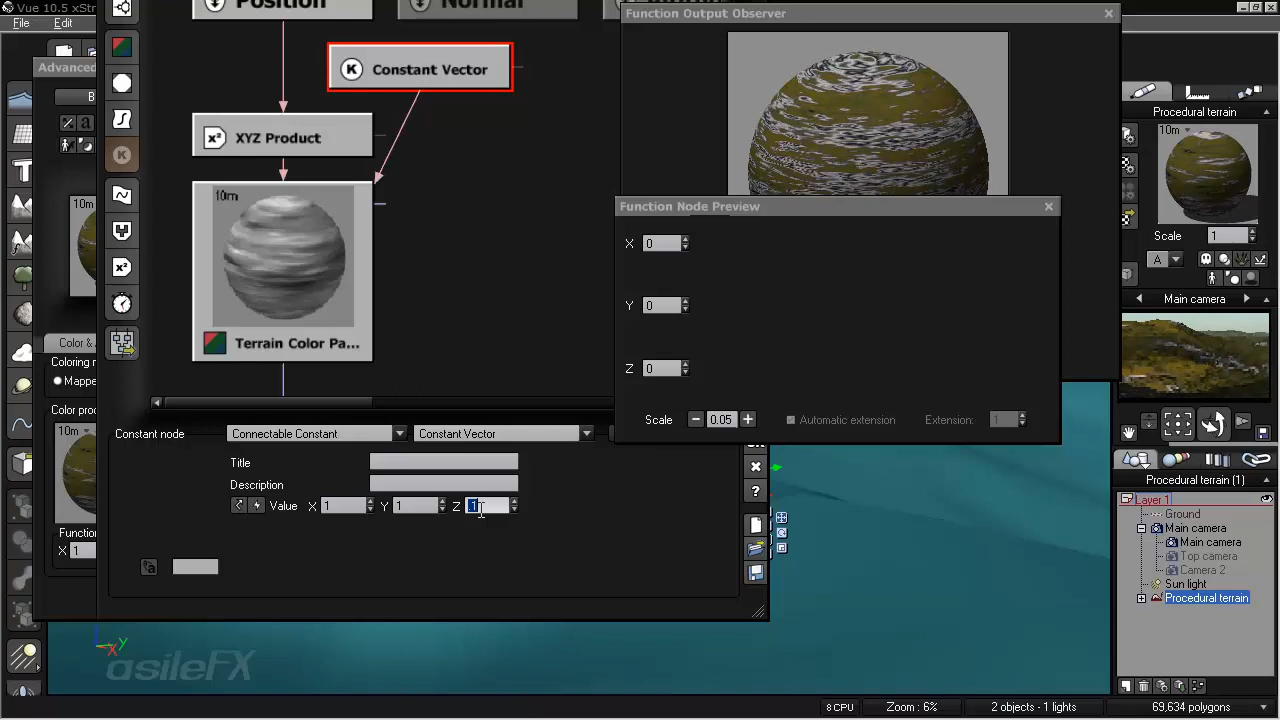 Vue 10.5 xStr
File Edit
Position
Normal
Function Output Observer
Advanced
Constant Vector
Procedural terrain
10m
XYZ Product
10m
Function Node Preview
10m
X 0
Scale 1
Y 0
Main camera
Terrain Color Pa...
Color &
Coloring
Mappe
Z 0
Color proc
10m
Scale 0.05 Automatic extension Extension: 1
Constant node Connectable Constant Constant Vector
Title
Description
Value X 1 Y 1 Z 1
Procedural terrain (1)
Layer 1
Ground
Main camera
Main camera
Top camera
Camera 2
Sun light
Procedural terrain
Function
X 1
asileFX
8 CPU Zoom : 6% 2 objects - 1 lights 69,634 polygons